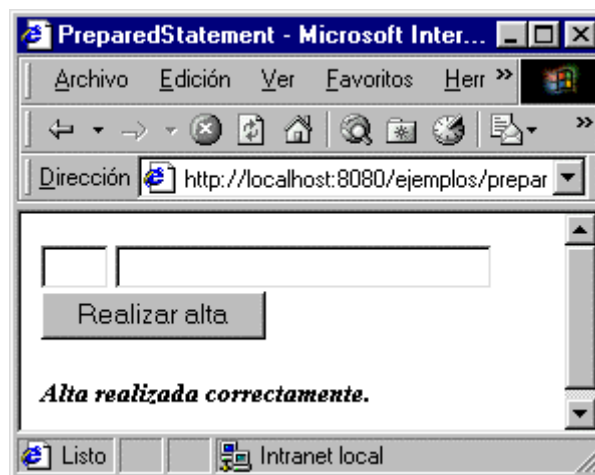 PreparedStatement - Microsoft Inter...
Archivo Edición Ver Favoritos Herr »
»
Dirección http://localhost:8080/ejemplos/prepar
Realizar alta
Alta realizada correctamente.
Listo Intranet local